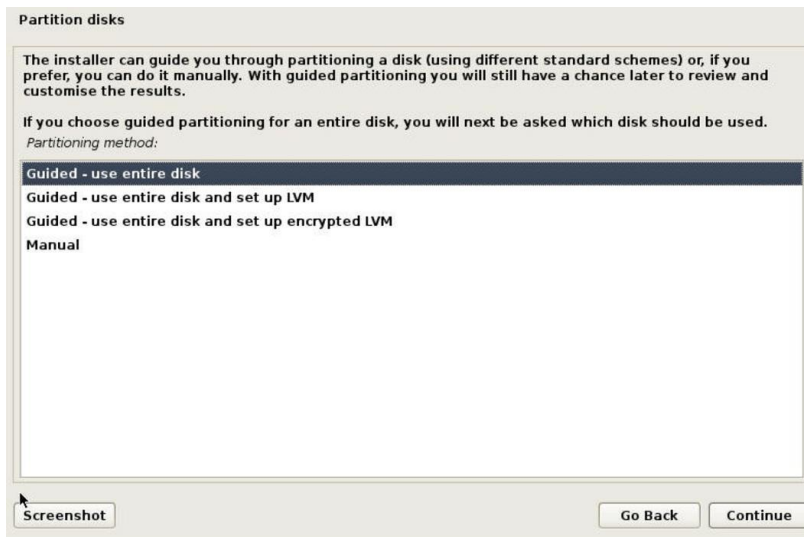 Partition disks
The installer can guide you through partitioning a disk (using different standard schemes) or, if you
prefer, you can do it manually. With guided partitioning you will still have a chance later to review and
customise the results.
If you choose guided partitioning for an entire disk, you will next be asked which disk should be used.
Partitioning method:
Guided - use entire disk
Guided - use entire disk and set up LVM
Guided - use entire disk and set up encrypted LVM
Manual
Screenshot
Go Back
Continue